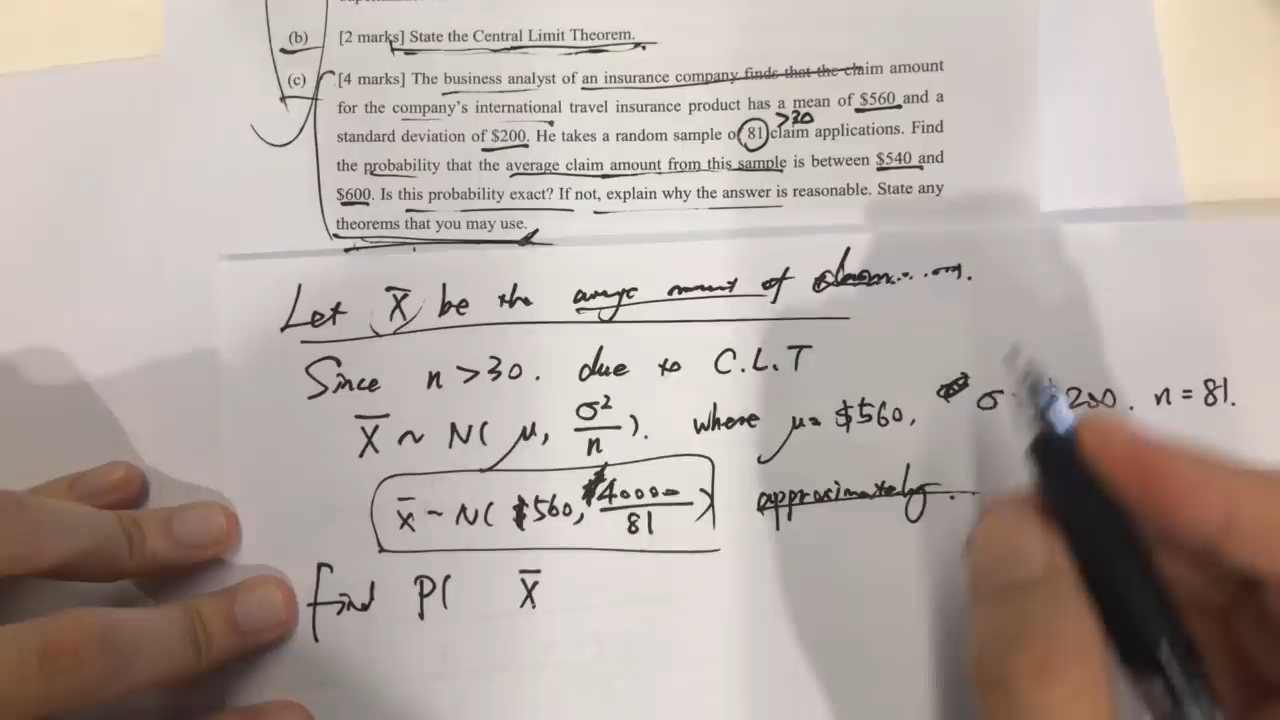 (b) [2 marks] State the Central Limit Theorem.
(c) [4 marks] The business analyst of an insurance company finds that the claim amount
for the company's international travel insurance product has a mean of $560 and a
>30
standard deviation of $200. He takes a random sample of 81 claim applications. Find
the probability that the average claim amount from this sample is between $540 and
$600. Is this probability exact? If not, explain why the answer is reasonable. State any
theorems that you may use.
Let X̄ be the average amount of
Since n >30. due to C.L.T
X̄ ~ N( μ, σ²/n ). where μ = $560, σ $200. n = 81.
X̄ ~ N( $560, $40000/81 ) approximately.
find P( X̄